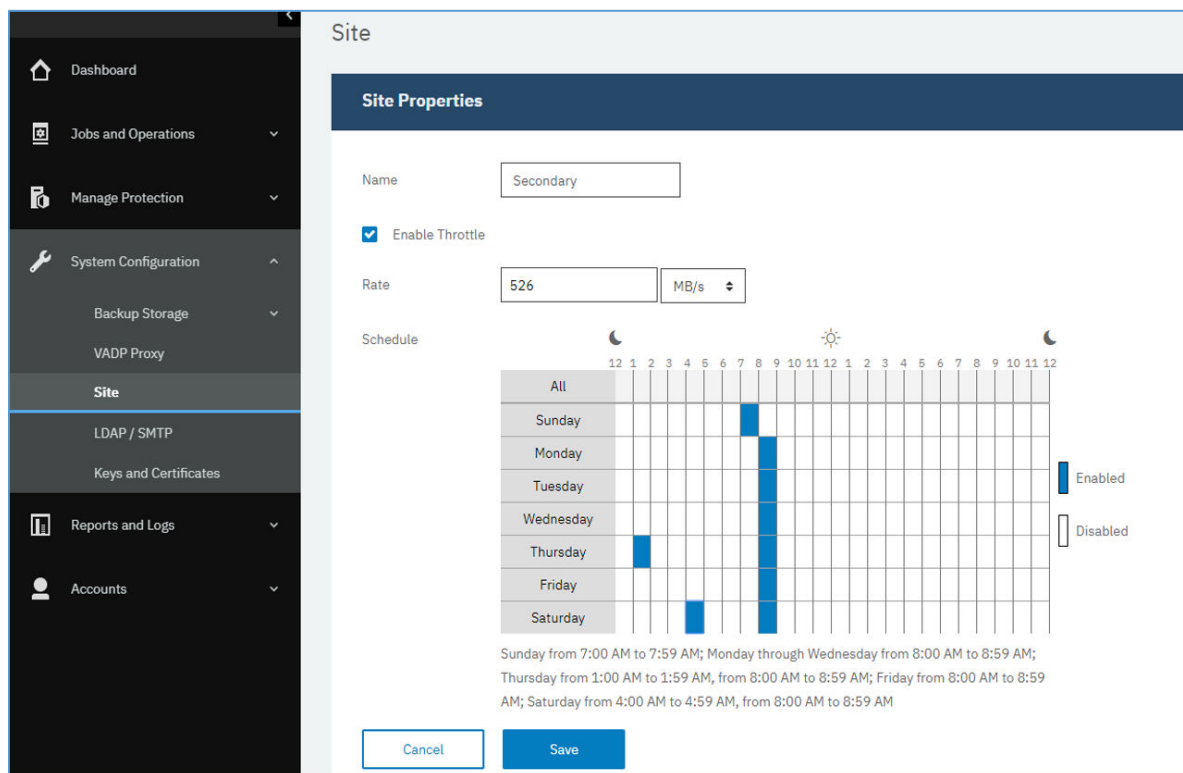 Site
Dashboard
Jobs and Operations
Manage Protection
System Configuration
Backup Storage
VADP Proxy
Site
LDAP / SMTP
Keys and Certificates
Reports and Logs
Accounts
Site Properties
Name
Secondary
Enable Throttle
Rate
526
MB/s
Schedule
12 1 2 3 4 5 6 7 8 9 10 11 12 1 2 3 4 5 6 7 8 9 10 11 12
All
Sunday
Monday
Tuesday
Wednesday
Thursday
Friday
Saturday
Enabled
Disabled
Sunday from 7:00 AM to 7:59 AM; Monday through Wednesday from 8:00 AM to 8:59 AM;
Thursday from 1:00 AM to 1:59 AM, from 8:00 AM to 8:59 AM; Friday from 8:00 AM to 8:59
AM; Saturday from 4:00 AM to 4:59 AM, from 8:00 AM to 8:59 AM
Cancel
Save